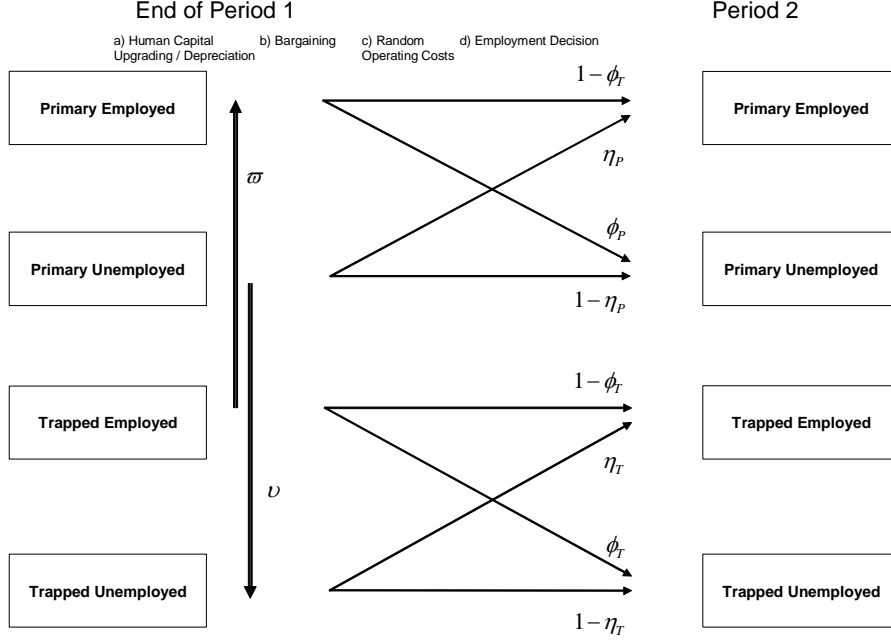 End of Period 1
Period 2
a) Human Capital
Upgrading / Depreciation
b) Bargaining
c) Random
Operating Costs
d) Employment Decision
1 − ϕ_T
Primary Employed
Primary Employed
η_P
ϖ
ϕ_P
Primary Unemployed
Primary Unemployed
1 − η_P
1 − ϕ_T
Trapped Employed
Trapped Employed
η_T
υ
ϕ_T
Trapped Unemployed
Trapped Unemployed
1 − η_T